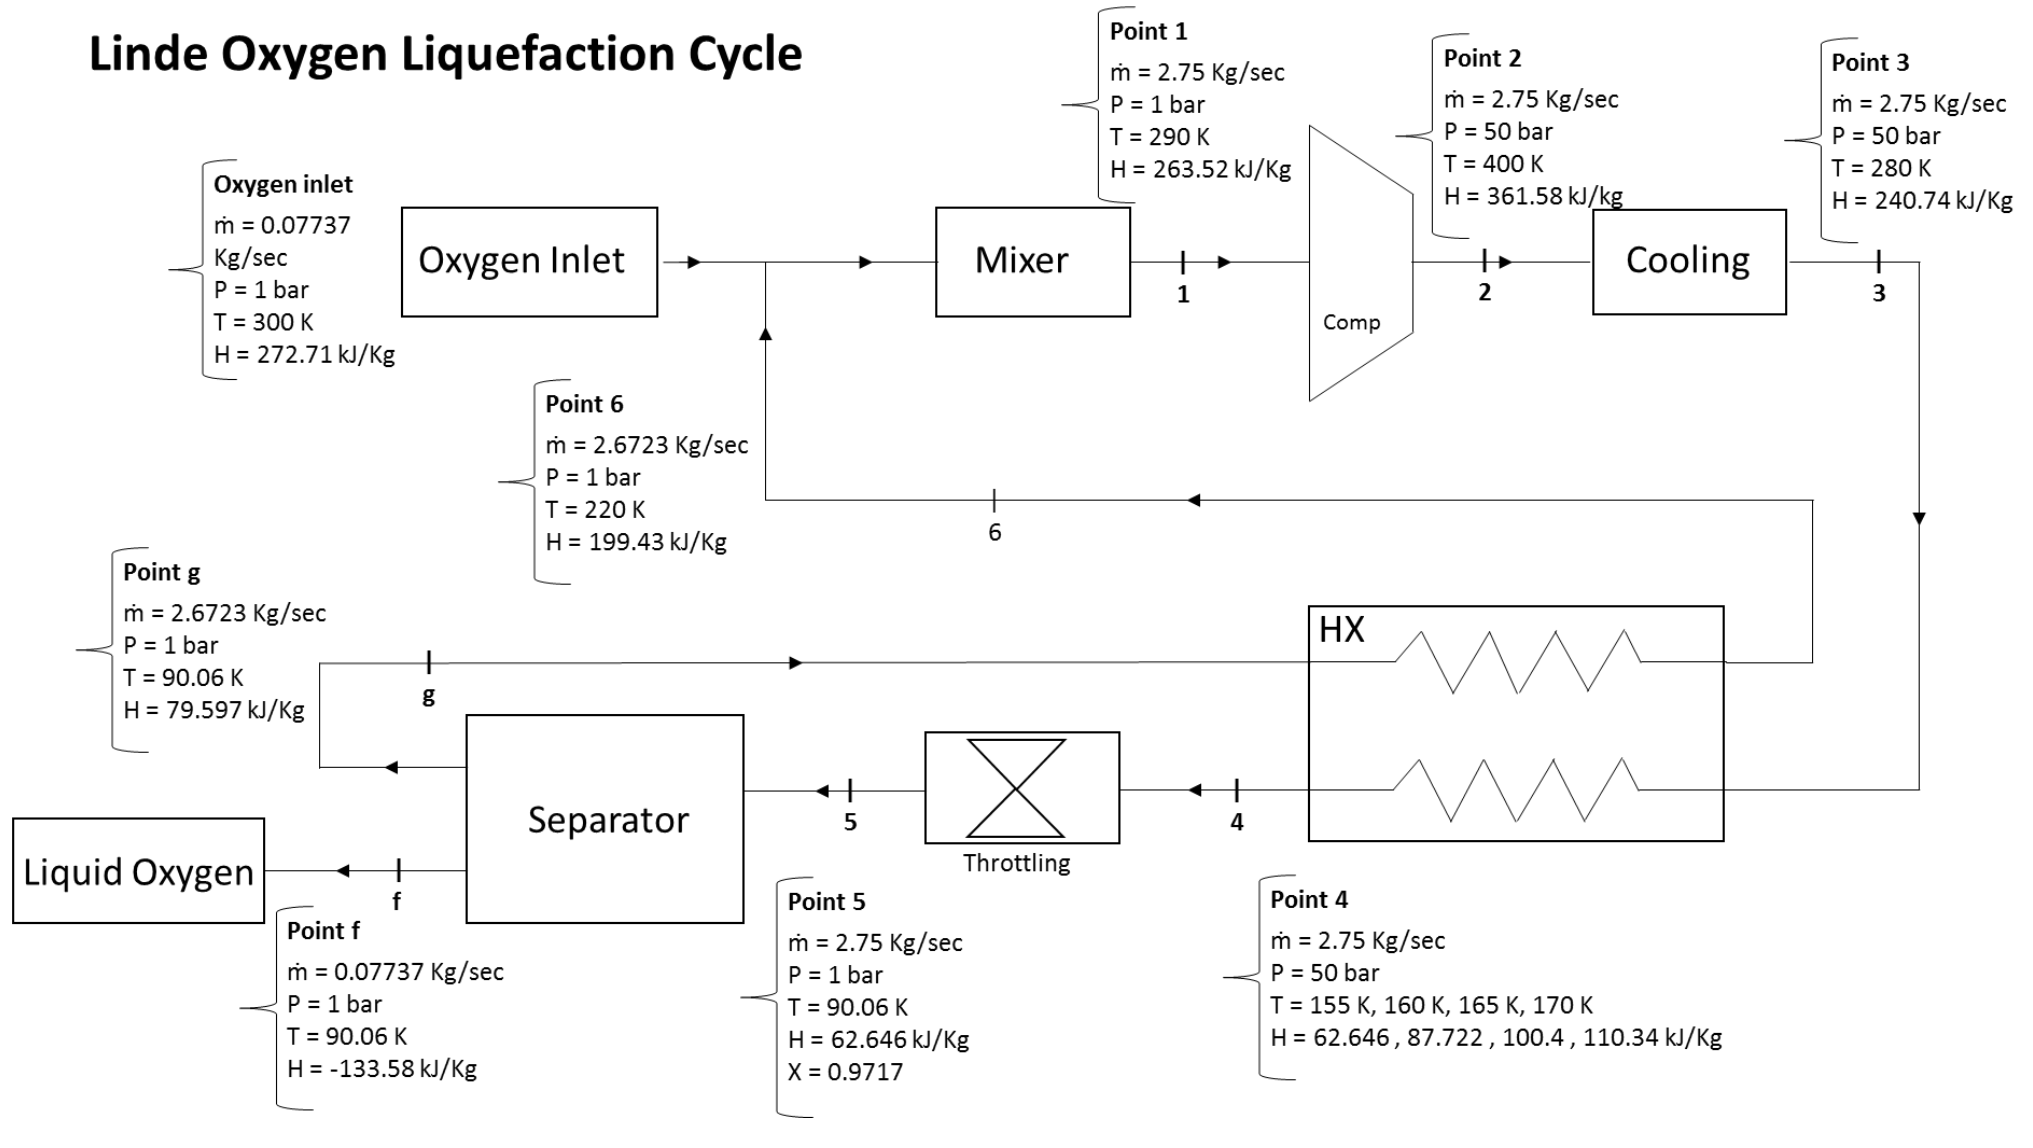 Linde Oxygen Liquefaction Cycle
Point 1
ṁ = 2.75 Kg/sec
P = 1 bar
T = 290 K
H = 263.52 kJ/Kg
Point 2
ṁ = 2.75 Kg/sec
P = 50 bar
T = 400 K
H = 361.58 kJ/kg
Point 3
ṁ = 2.75 Kg/sec
P = 50 bar
T = 280 K
H = 240.74 kJ/Kg
Oxygen inlet
ṁ = 0.07737
Kg/sec
P = 1 bar
T = 300 K
H = 272.71 kJ/Kg
Oxygen Inlet
Mixer
1
Comp
2
Cooling
3
Point 6
ṁ = 2.6723 Kg/sec
P = 1 bar
T = 220 K
H = 199.43 kJ/Kg
6
Point g
ṁ = 2.6723 Kg/sec
P = 1 bar
T = 90.06 K
H = 79.597 kJ/Kg
g
HX
Separator
5
Throttling
4
Liquid Oxygen
f
Point f
ṁ = 0.07737 Kg/sec
P = 1 bar
T = 90.06 K
H = -133.58 kJ/Kg
Point 5
ṁ = 2.75 Kg/sec
P = 1 bar
T = 90.06 K
H = 62.646 kJ/Kg
X = 0.9717
Point 4
ṁ = 2.75 Kg/sec
P = 50 bar
T = 155 K, 160 K, 165 K, 170 K
H = 62.646 , 87.722 , 100.4 , 110.34 kJ/Kg